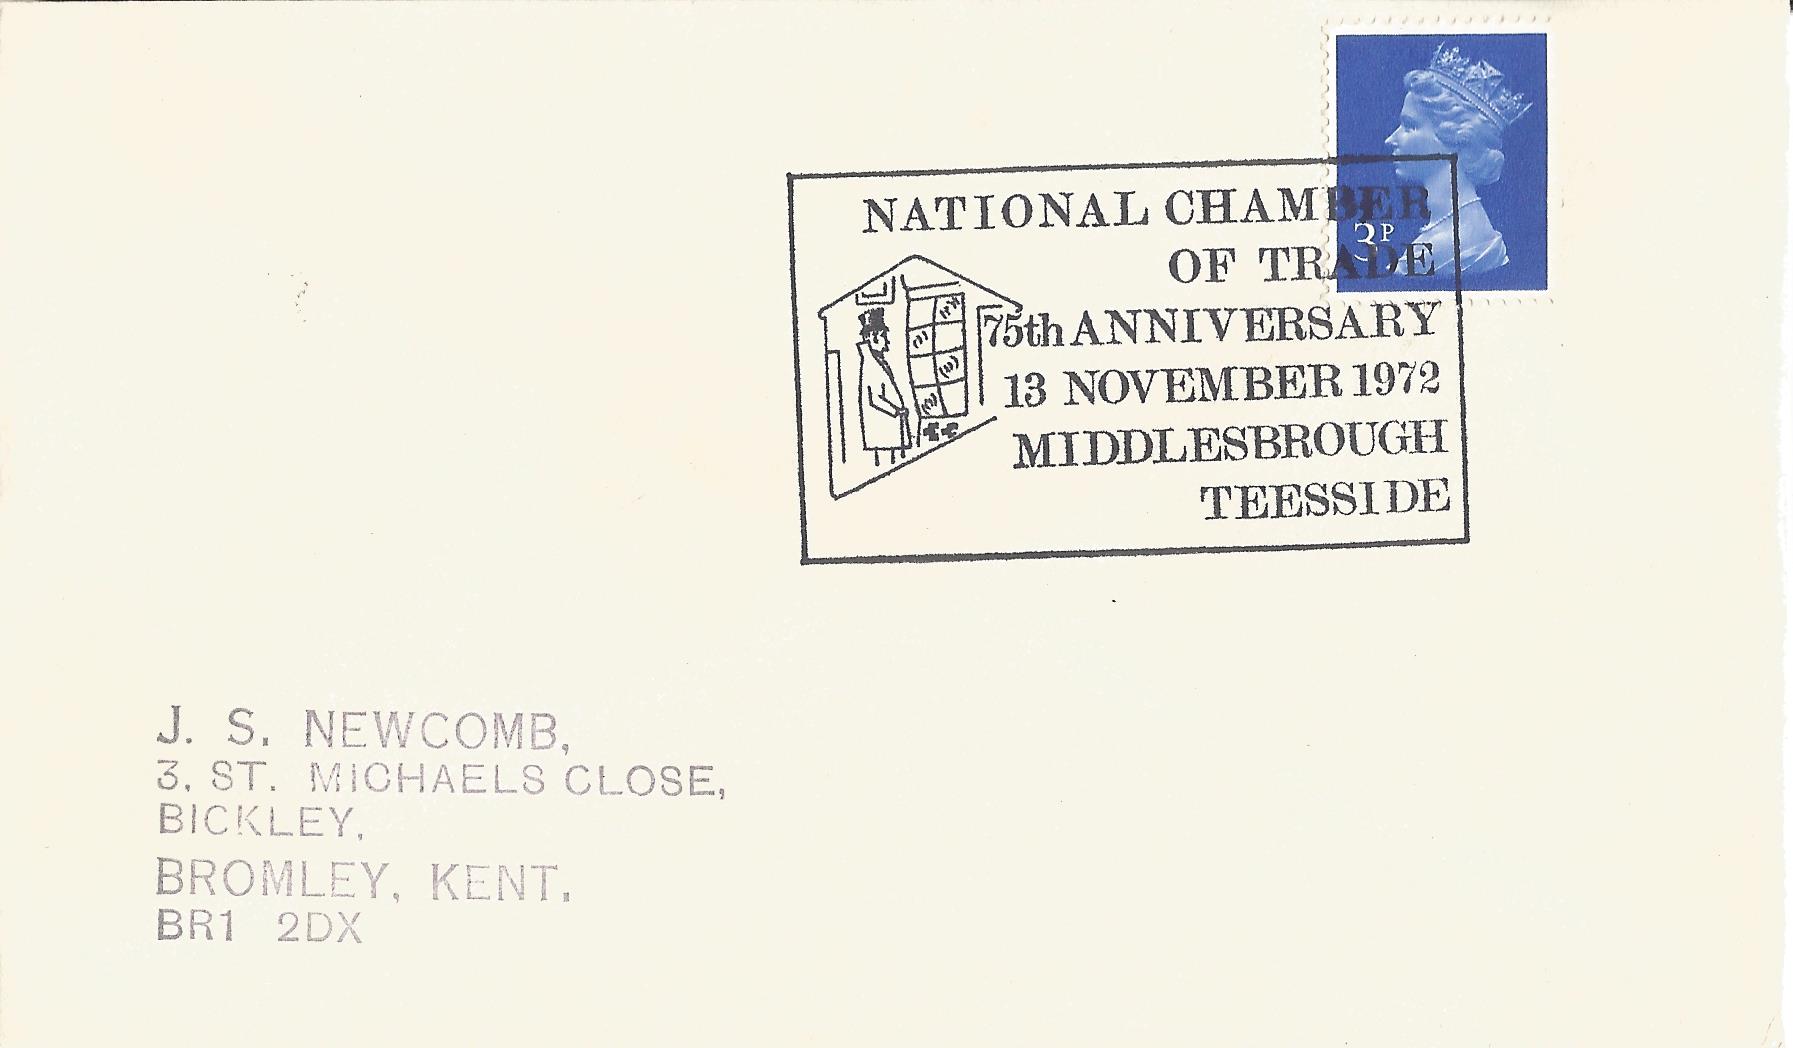 NATIONAL CHAMBER
OF TRADE
3P
75th ANNIVERSARY
13 NOVEMBER 1972
MIDDLESBROUGH
TEESSIDE
J. S. NEWCOMB,
3. ST. MICHAELS CLOSE,
BICKLEY,
BROMLEY, KENT.
BR1 2DX